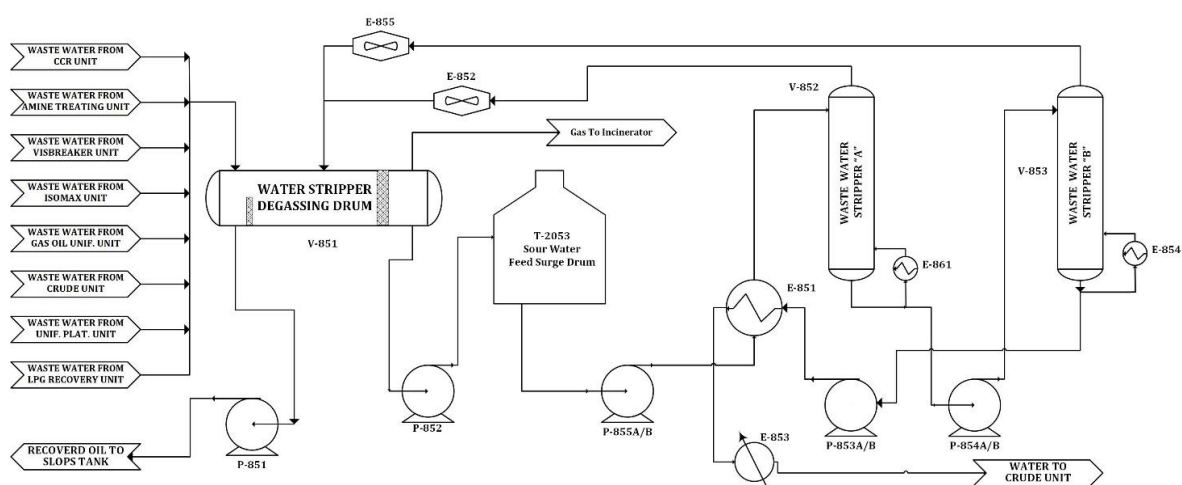 E-855
WASTE WATER FROM
CCR UNIT
E-852
WASTE WATER FROM
AMINE TREATING UNIT
V-852
Gas To Incinerator
WASTE WATER FROM
VISBREAKER UNIT
WASTE WATER
STRIPPER "A"
WASTE WATER
STRIPPER "B"
V-853
WASTE WATER FROM
ISOMAX UNIT
WATER STRIPPER
DEGASSING DRUM
V-851
WASTE WATER FROM
GAS OIL UNIF. UNIT
T-2053
Sour Water
Feed Surge Drum
E-861
E-854
WASTE WATER FROM
CRUDE UNIT
E-851
WASTE WATER FROM
UNIF. PLAT. UNIT
WASTE WATER FROM
LPG RECOVERY UNIT
P-852
P-855A/B
P-853A/B
P-854A/B
E-853
RECOVERD OIL TO
SLOPS TANK
P-851
WATER TO
CRUDE UNIT